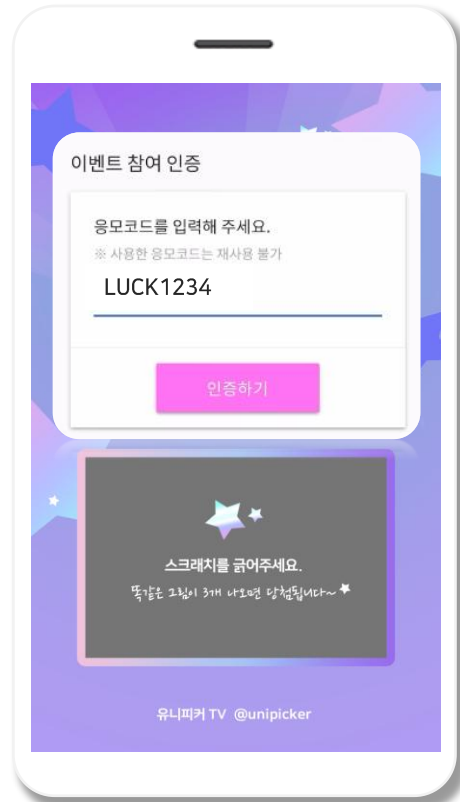 이벤트 참여 인증
응모코드를 입력해 주세요.
※ 사용한 응모코드는 재사용 불가
LUCK1234
인증하기
스크래치를 긁어주세요.
똑같은 그림이 3개 나오면 당첨됩니다~
유니피커 TV @unipicker